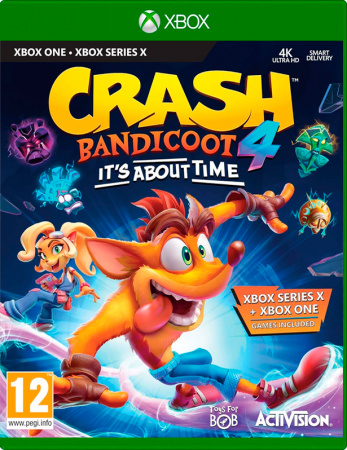 XBOX
XBOX ONE • XBOX SERIES X
4K
ULTRA HD
SMART
DELIVERY
CRASH
BANDICOOT 4
IT'S ABOUT TIME
XBOX SERIES X
+ XBOX ONE
GAMES INCLUDED
12
www.pegi.info
TOYS FOR
BOB
ACTIVISION